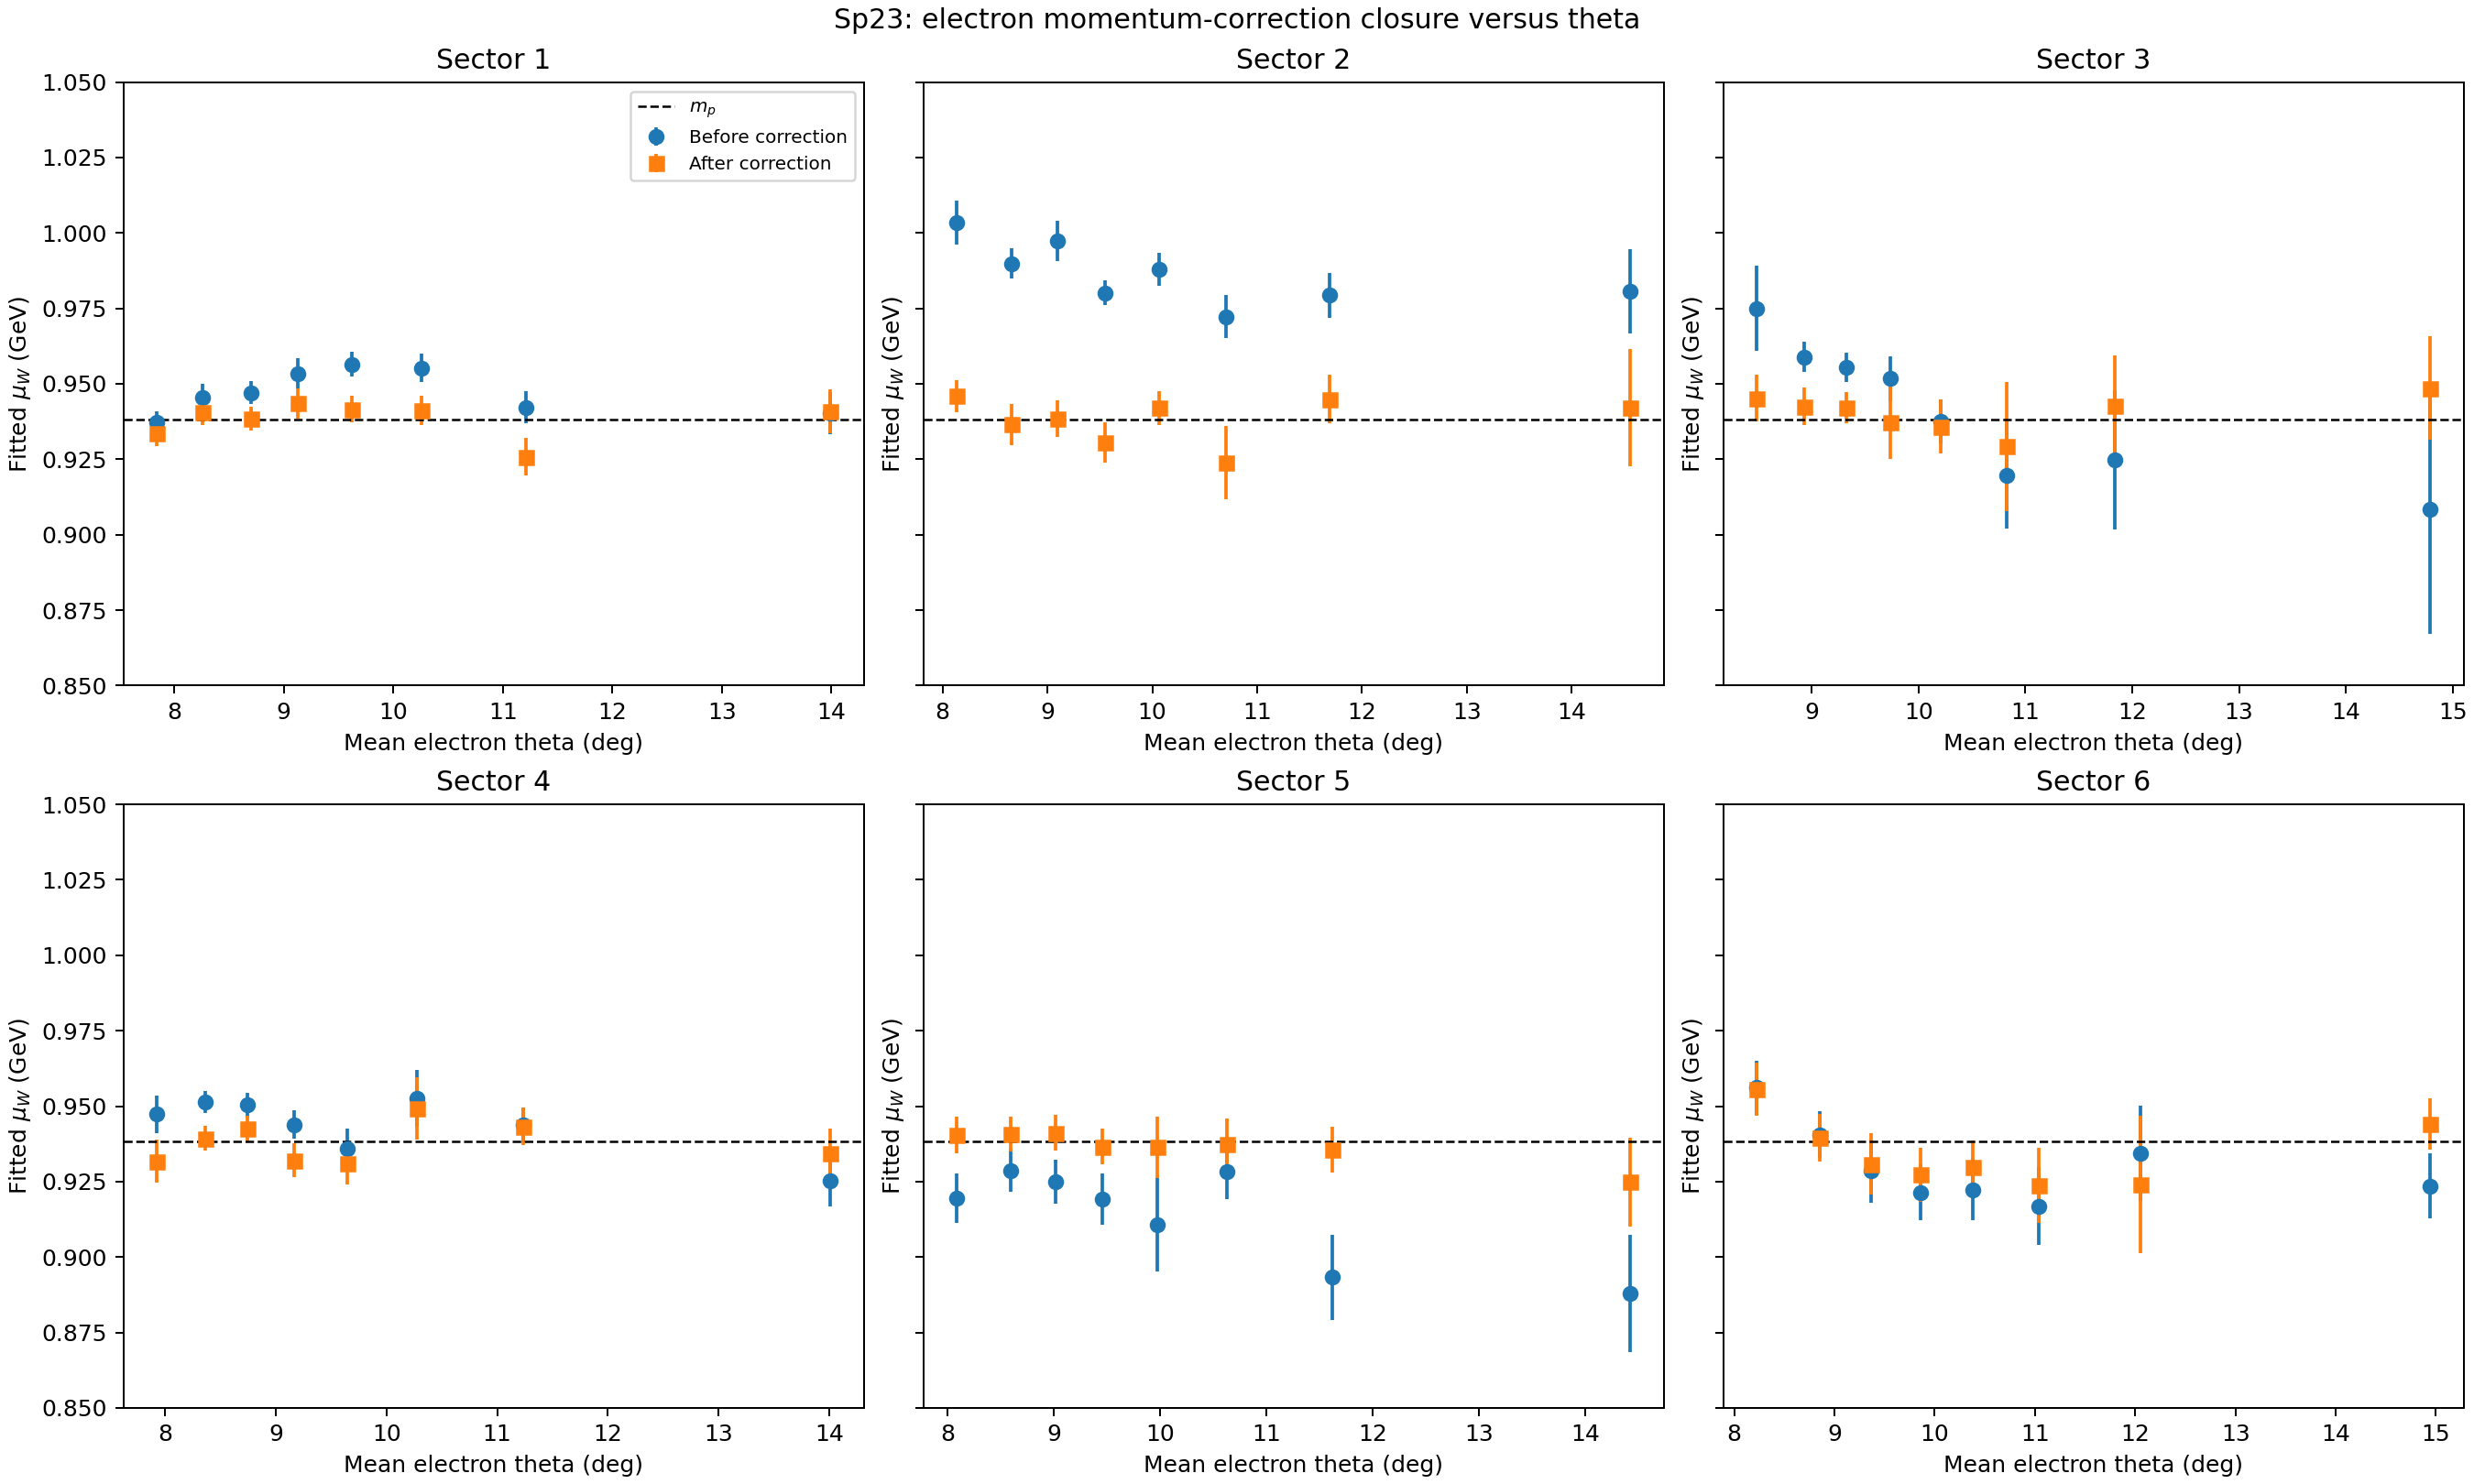 Sp23: electron momentum-correction closure versus theta
Sector 1
Sector 2
Sector 3
1.050
1.025
1.000
0.975
0.950
0.925
0.900
0.875
0.850
Fitted μ_W (GeV)
Fitted μ_W (GeV)
Fitted μ_W (GeV)
m_p
Before correction
After correction
8 9 10 11 12 13 14
8 9 10 11 12 13 14
9 10 11 12 13 14 15
Mean electron theta (deg)
Mean electron theta (deg)
Mean electron theta (deg)
Sector 4
Sector 5
Sector 6
1.050
1.025
1.000
0.975
0.950
0.925
0.900
0.875
0.850
Fitted μ_W (GeV)
Fitted μ_W (GeV)
Fitted μ_W (GeV)
8 9 10 11 12 13 14
8 9 10 11 12 13 14
8 9 10 11 12 13 14 15
Mean electron theta (deg)
Mean electron theta (deg)
Mean electron theta (deg)